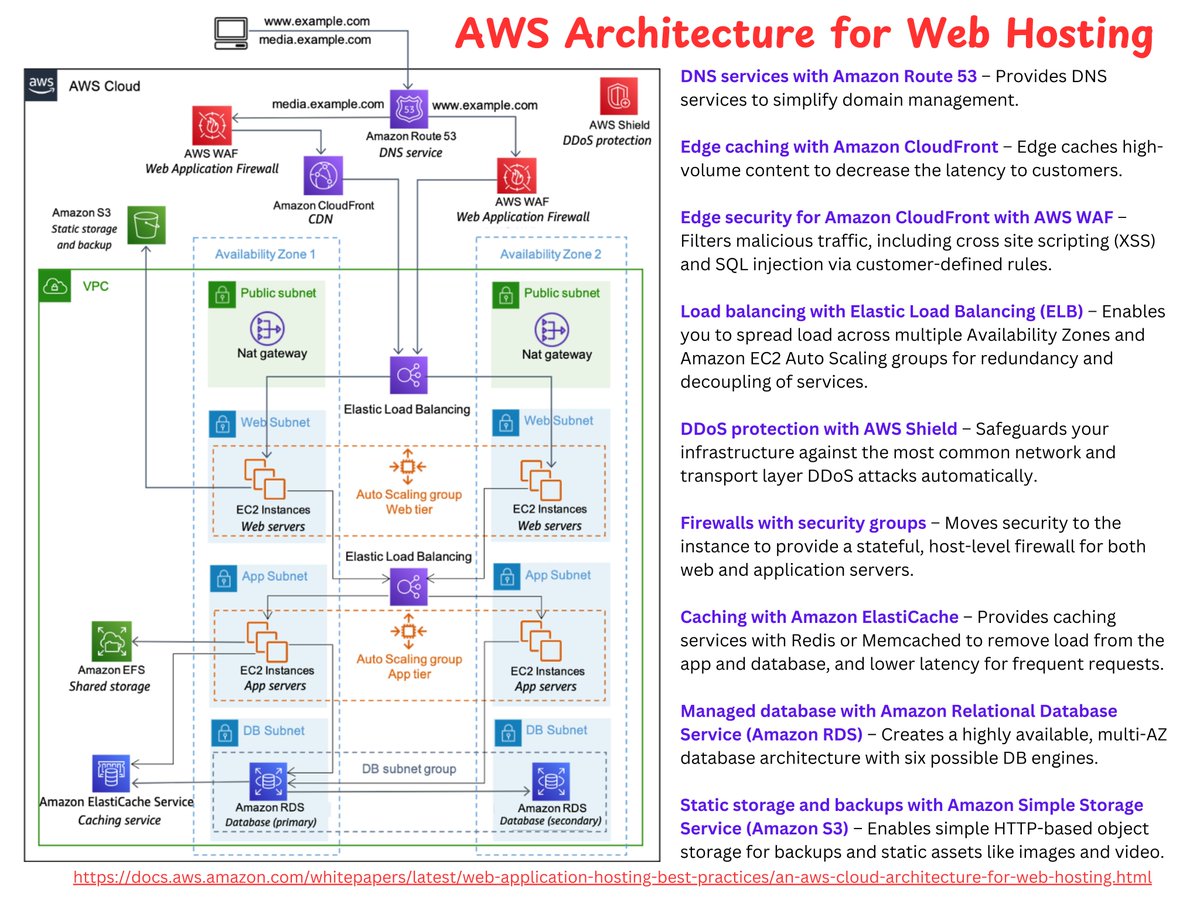 www.example.com
media.example.com
AWS Architecture for Web Hosting
aws
AWS Cloud
media.example.com
www.example.com
53
Amazon Route 53
DNS service
AWS Shield
DDoS protection
AWS WAF
Web Application Firewall
Amazon CloudFront
CDN
AWS WAF
Web Application Firewall
Amazon S3
Static storage
and backup
Availability Zone 1
Availability Zone 2
VPC
Public subnet
Nat gateway
Public subnet
Nat gateway
Elastic Load Balancing
Web Subnet
Web Subnet
EC2 Instances
Web servers
Auto Scaling group
Web tier
EC2 Instances
Web servers
Elastic Load Balancing
App Subnet
App Subnet
Amazon EFS
Shared storage
EC2 Instances
App servers
Auto Scaling group
App tier
EC2 Instances
App servers
DB Subnet
DB Subnet
DB subnet group
Amazon ElastiCache Service
Caching service
Amazon RDS
Database (primary)
Amazon RDS
Database (secondary)
DNS services with Amazon Route 53 – Provides DNS
services to simplify domain management.
Edge caching with Amazon CloudFront – Edge caches high-
volume content to decrease the latency to customers.
Edge security for Amazon CloudFront with AWS WAF –
Filters malicious traffic, including cross site scripting (XSS)
and SQL injection via customer-defined rules.
Load balancing with Elastic Load Balancing (ELB) – Enables
you to spread load across multiple Availability Zones and
Amazon EC2 Auto Scaling groups for redundancy and
decoupling of services.
DDoS protection with AWS Shield – Safeguards your
infrastructure against the most common network and
transport layer DDoS attacks automatically.
Firewalls with security groups – Moves security to the
instance to provide a stateful, host-level firewall for both
web and application servers.
Caching with Amazon ElastiCache – Provides caching
services with Redis or Memcached to remove load from the
app and database, and lower latency for frequent requests.
Managed database with Amazon Relational Database
Service (Amazon RDS) – Creates a highly available, multi-AZ
database architecture with six possible DB engines.
Static storage and backups with Amazon Simple Storage
Service (Amazon S3) – Enables simple HTTP-based object
storage for backups and static assets like images and video.
https://docs.aws.amazon.com/whitepapers/latest/web-application-hosting-best-practices/an-aws-cloud-architecture-for-web-hosting.html